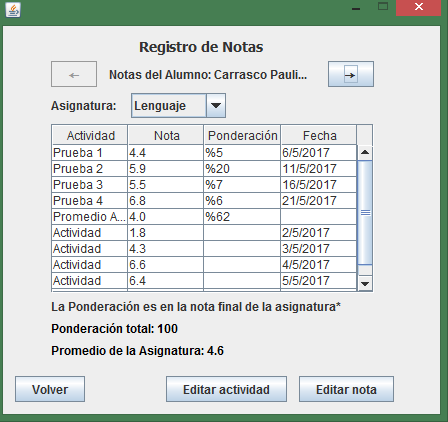 Registro de Notas
Notas del Alumno: Carrasco Pauli...
Asignatura: Lenguaje
Actividad Nota Ponderación Fecha
Prueba 1 4.4 %5 6/5/2017
Prueba 2 5.9 %20 11/5/2017
Prueba 3 5.5 %7 16/5/2017
Prueba 4 6.8 %6 21/5/2017
Promedio A... 4.0 %62
Actividad 1.8 2/5/2017
Actividad 4.3 3/5/2017
Actividad 6.6 4/5/2017
Actividad 6.4 5/5/2017
La Ponderación es en la nota final de la asignatura*
Ponderación total: 100
Promedio de la Asignatura: 4.6
Volver Editar actividad Editar nota